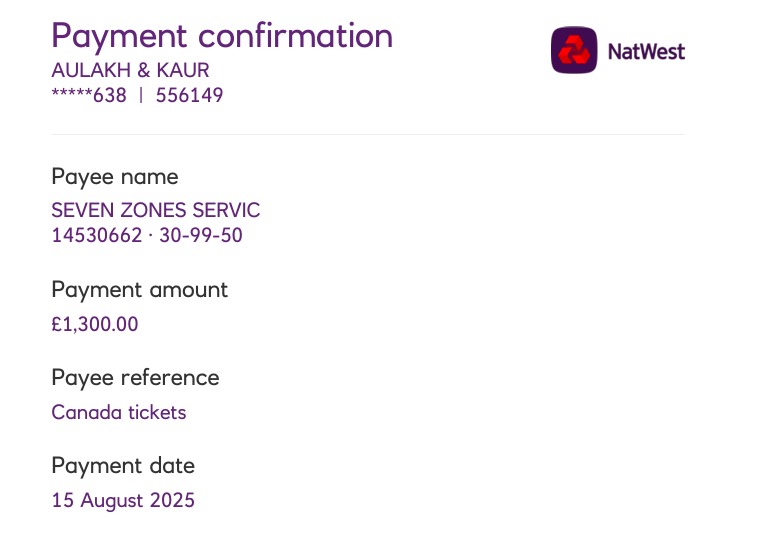 Payment confirmation
NatWest
AULAKH & KAUR
*****638 | 556149
Payee name
SEVEN ZONES SERVIC
14530662 · 30-99-50
Payment amount
£1,300.00
Payee reference
Canada tickets
Payment date
15 August 2025